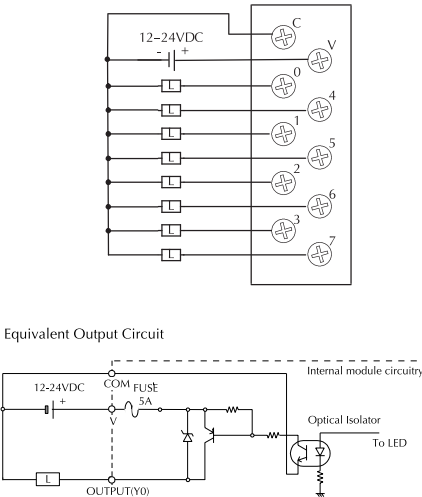 C
12–24VDC
V
- +
0
L
4
L
1
L
5
L
2
L
6
L
3
L
7
L
Equivalent Output Circuit
Internal module circuitry
12-24VDC
COM FUSE
+
5A
V
Optical Isolator
To LED
L
OUTPUT(Y0)